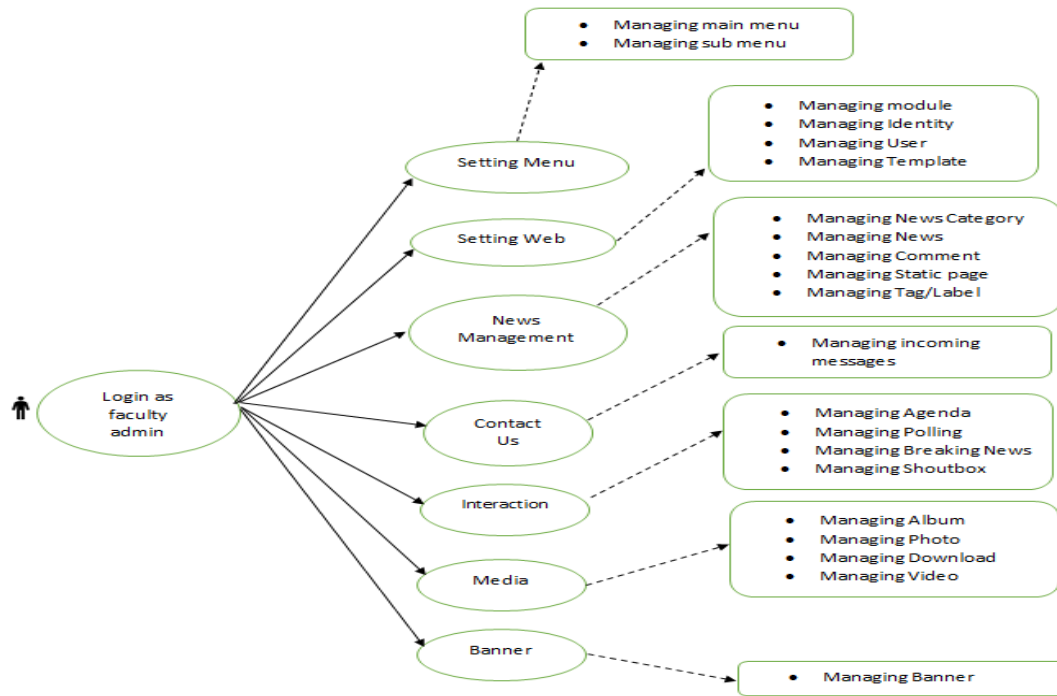 Login as
faculty
admin
Setting Menu
• Managing main menu
• Managing sub menu
Setting Web
• Managing module
• Managing Identity
• Managing User
• Managing Template
News
Management
• Managing News Category
• Managing News
• Managing Comment
• Managing Static page
• Managing Tag/Label
Contact
Us
• Managing incoming
messages
Interaction
• Managing Agenda
• Managing Polling
• Managing Breaking News
• Managing Shoutbox
Media
• Managing Album
• Managing Photo
• Managing Download
• Managing Video
Banner
• Managing Banner